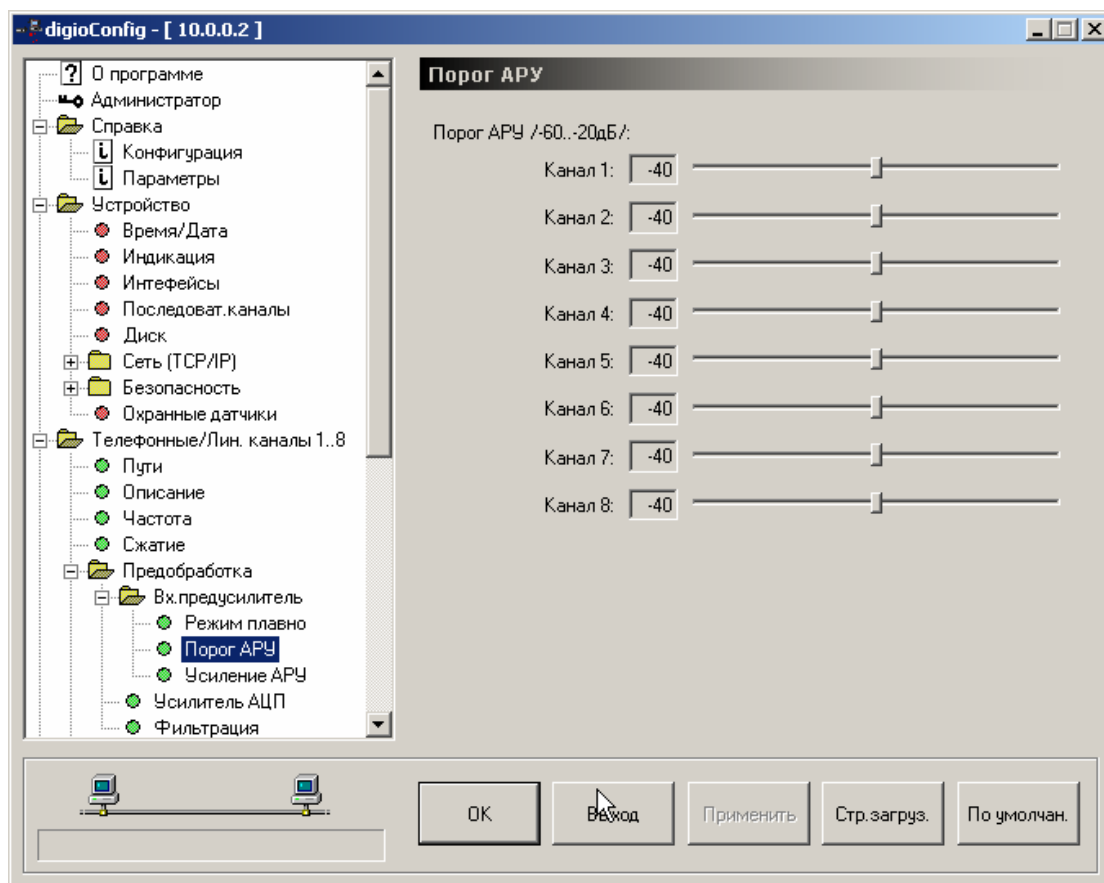 digioConfig - [ 10.0.0.2 ]
О программе
Администратор
Справка
Конфигурация
Параметры
Устройство
Время/Дата
Индикация
Интефейсы
Последоват.каналы
Диск
Сеть (TCP/IP)
Безопасность
Охранные датчики
Телефонные/Лин. каналы 1..8
Пути
Описание
Частота
Сжатие
Предобработка
Вх.предусилитель
Режим плавно
Порог АРУ
Усиление АРУ
Усилитель АЦП
Фильтрация
Порог АРУ
Порог АРУ /-60..-20дБ/:
Канал 1: -40
Канал 2: -40
Канал 3: -40
Канал 4: -40
Канал 5: -40
Канал 6: -40
Канал 7: -40
Канал 8: -40
OK
Выход
Применить
Стр.загруз.
По умолчан.